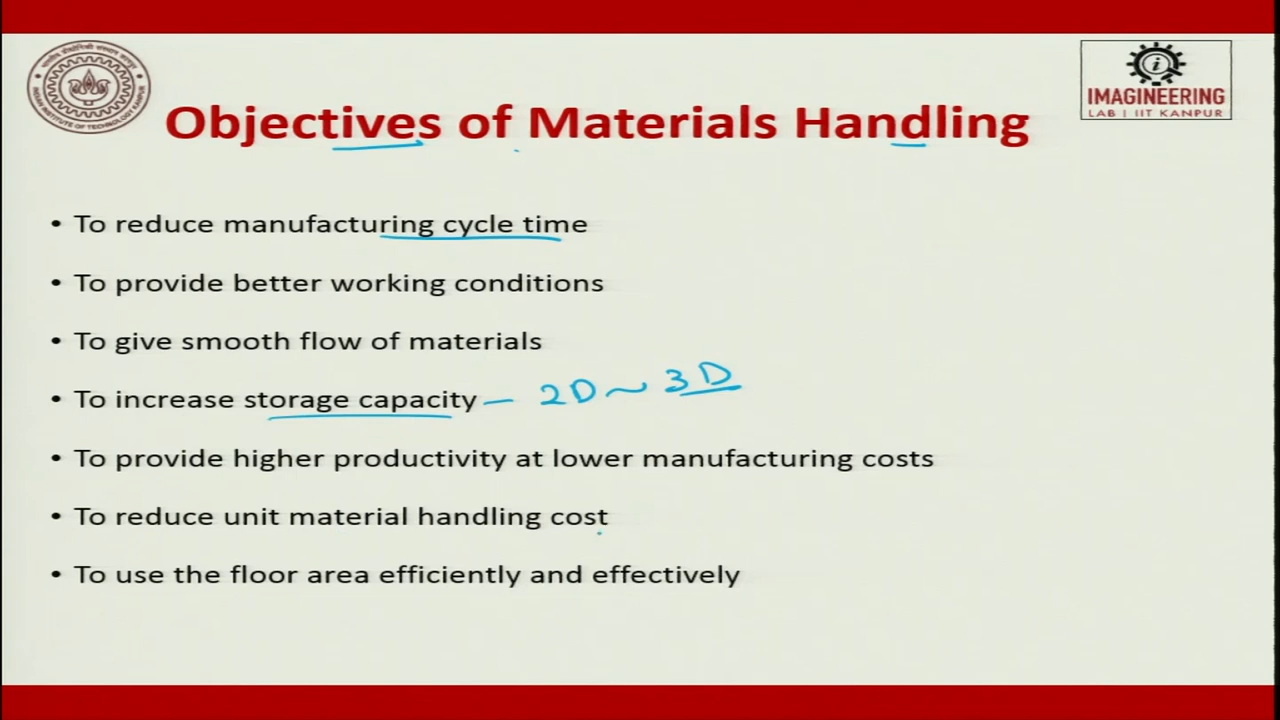 IMAGINEERING
LAB | IIT KANPUR
Objectives of Materials Handling
• To reduce manufacturing cycle time
• To provide better working conditions
• To give smooth flow of materials
• To increase storage capacity – 2D ~ 3D
• To provide higher productivity at lower manufacturing costs
• To reduce unit material handling cost
• To use the floor area efficiently and effectively